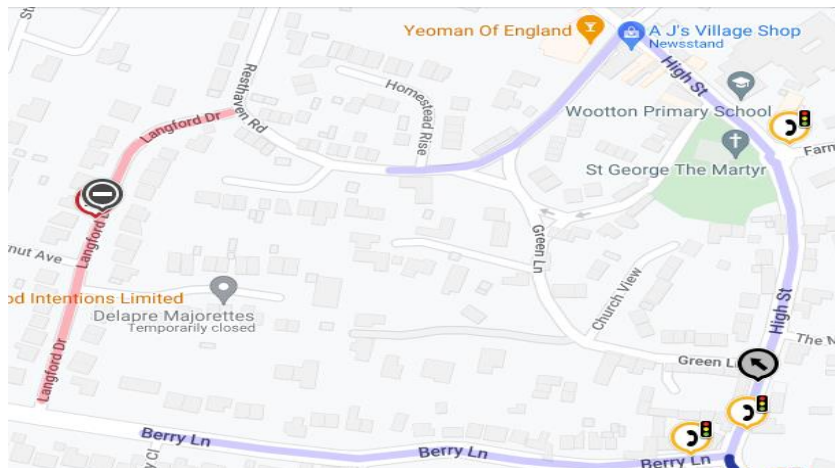 Yeoman Of England
A J's Village Shop
Newsstand
High St
Resthaven Rd
Homestead Rise
Wootton Primary School
Langford Dr
St George The Martyr
Farm
Green Ln
Langford
nut Ave
Church View
High St
od Intentions Limited
Delapre Majorettes
Temporarily closed
Langford Dr
The N
Green L
Berry Ln
Berry Ln
Berry Ln
y Cl